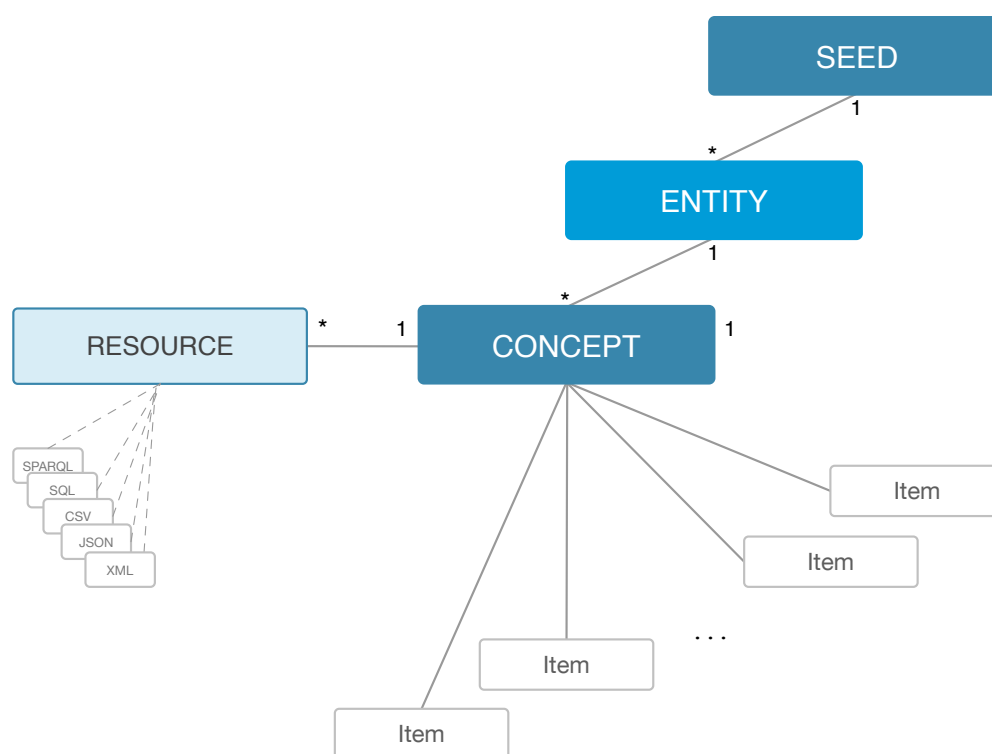 SEED
1
*
ENTITY
1
*
RESOURCE
*
1
CONCEPT
1
SPARQL
SQL
CSV
JSON
XML
Item
Item
...
Item
Item